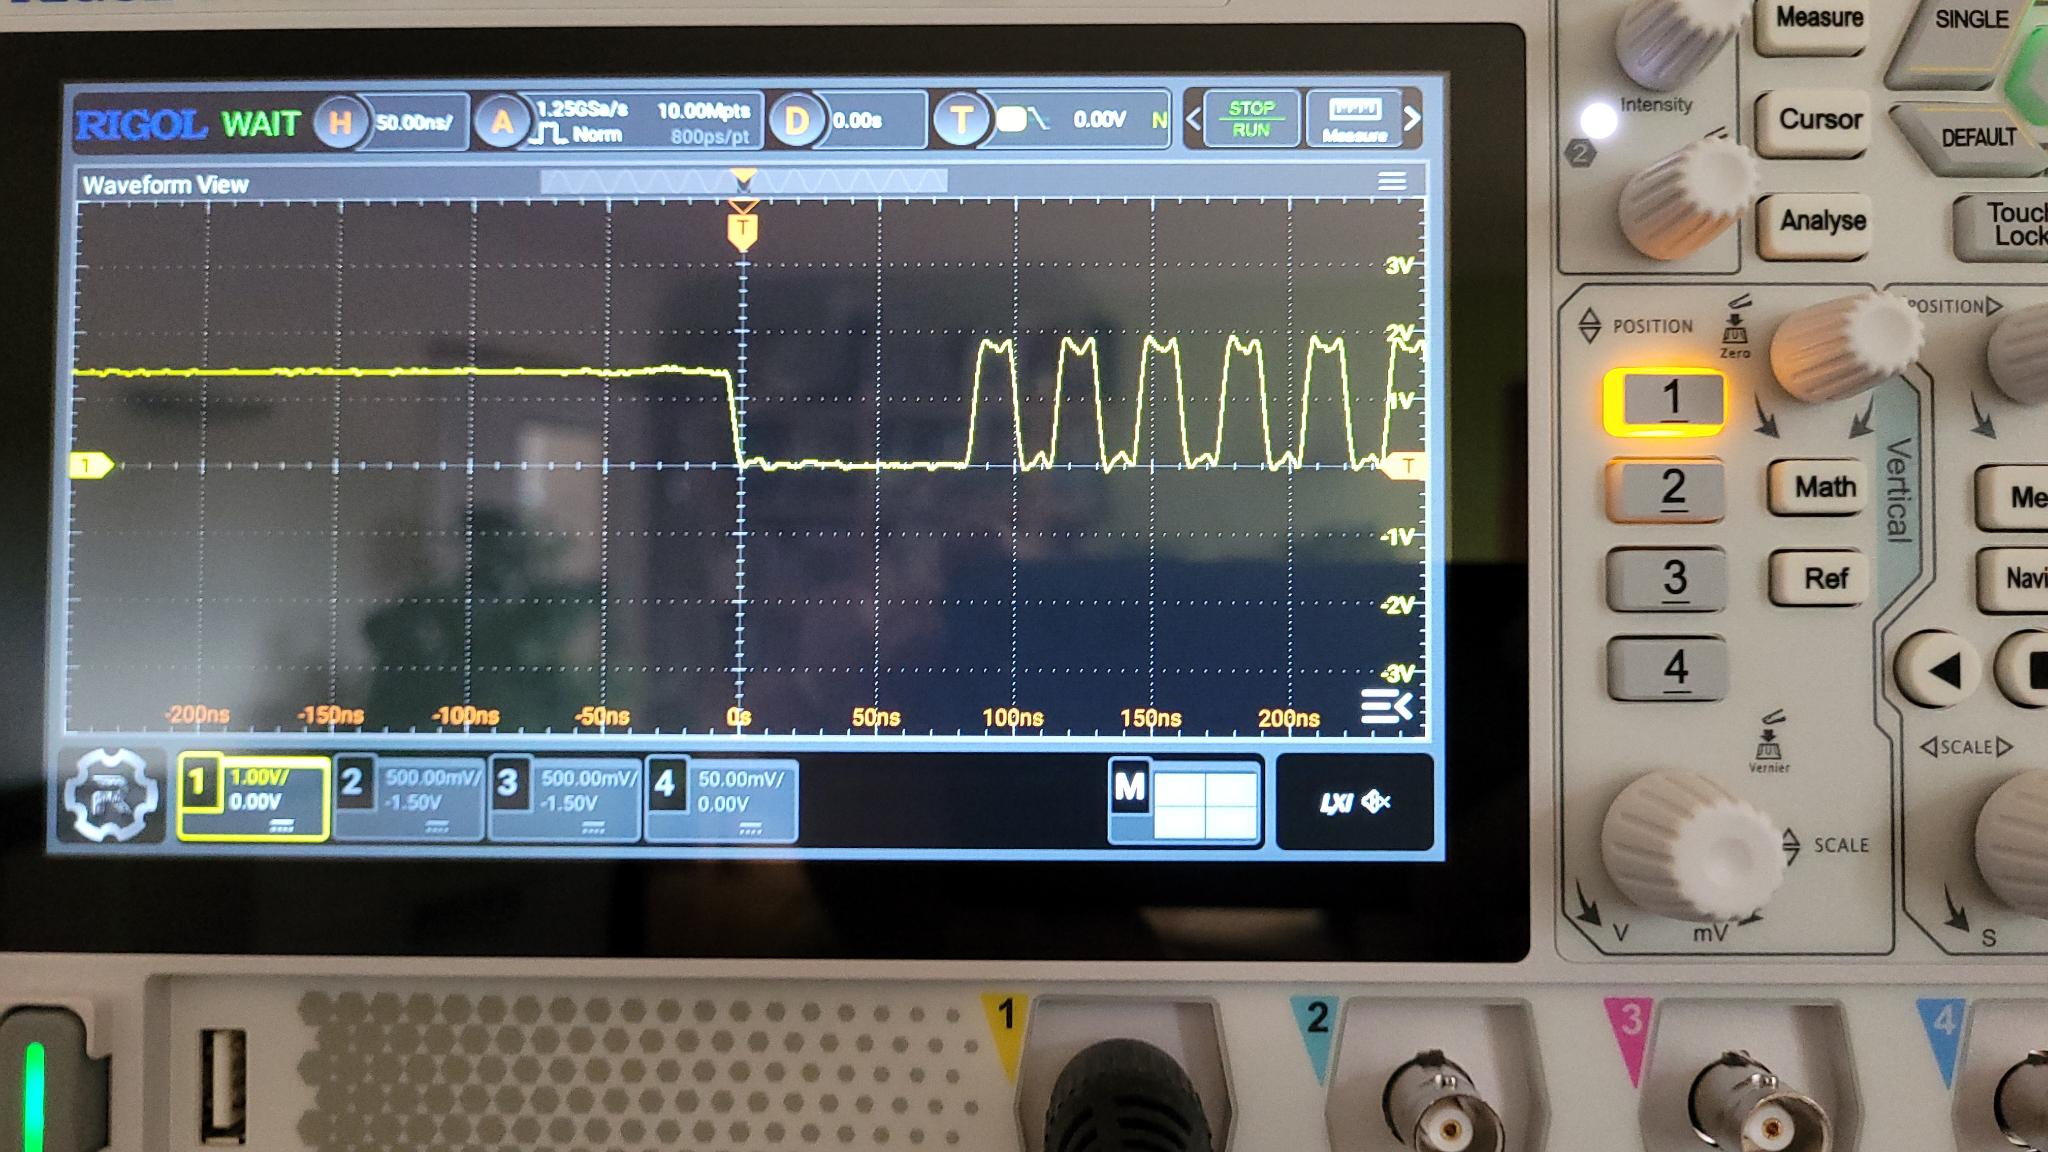 Measure
SINGLE
RIGOL WAIT H 50.00ns/ A 1.25GSa/s 10.00Mpts D 0.00s T 0.00V N STOP
Norm 800ps/pt RUN Measure
Intensity
Cursor
DEFAULT
2
Waveform View
Analyse
Touch
Lock
T
3V
2V
1V
1
T
-1V
-2V
-3V
-200ns -150ns -100ns -50ns 0s 50ns 100ns 150ns 200ns
1 1.00V/ 2 500.00mV/ 3 500.00mV/ 4 50.00mV/ M LXI
0.00V -1.50V -1.50V 0.00V
POSITION
Zero
POSITION
1
2
3
4
Math
Ref
Vertical
Me
Navi
Vernier
SCALE
SCALE
V mV
S
1 2 3 4